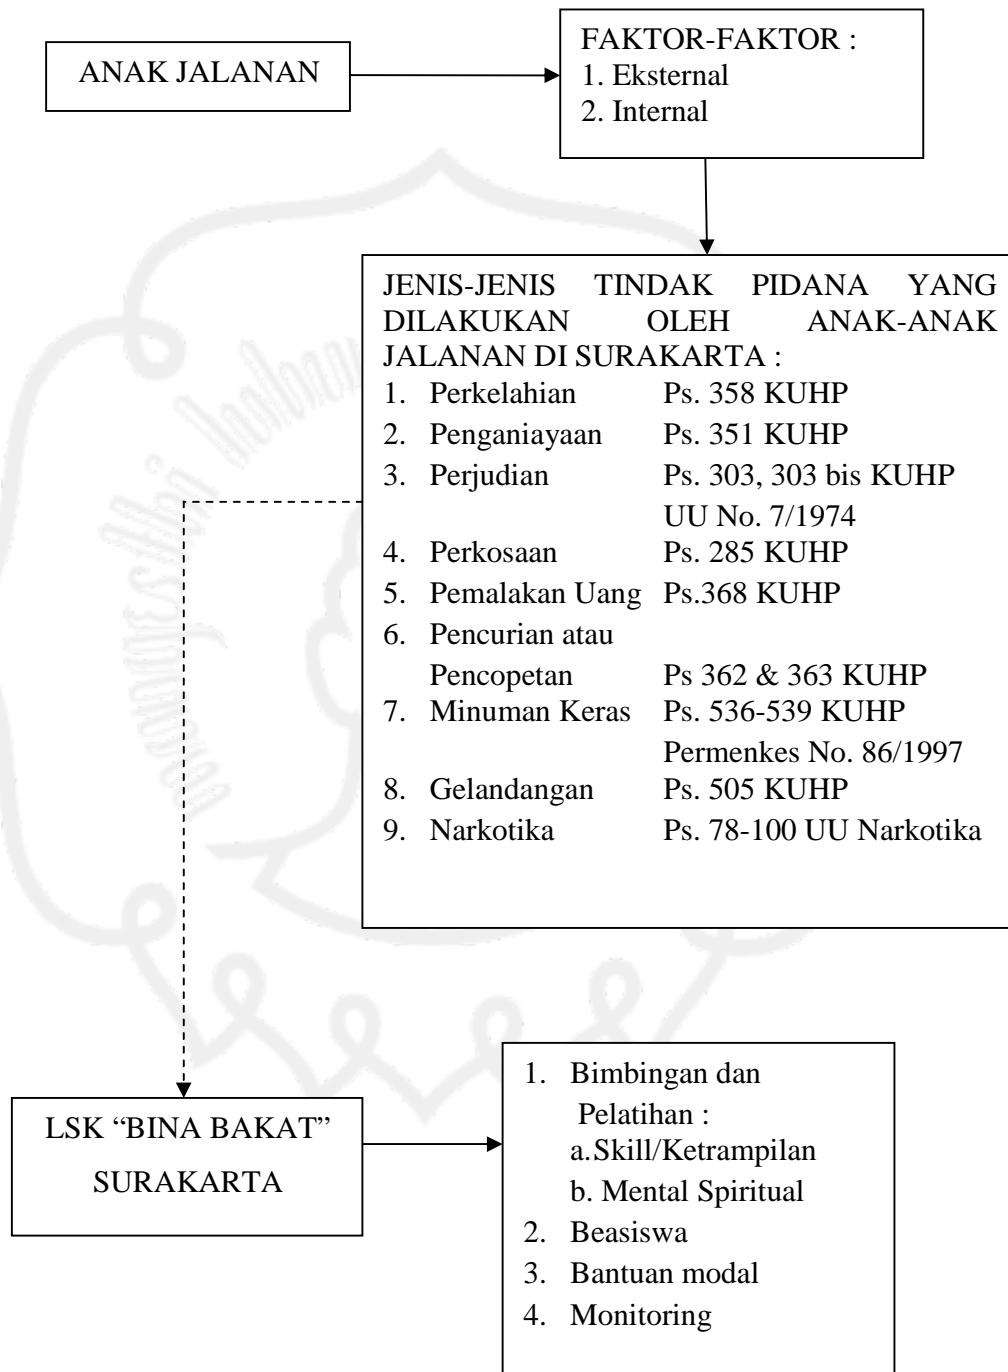 ANAK JALANAN
FAKTOR-FAKTOR :
1. Eksternal
2. Internal
JENIS-JENIS TINDAK PIDANA YANG
DILAKUKAN OLEH ANAK-ANAK
JALANAN DI SURAKARTA :
1. Perkelahian Ps. 358 KUHP
2. Penganiayaan Ps. 351 KUHP
3. Perjudian Ps. 303, 303 bis KUHP
UU No. 7/1974
4. Perkosaan Ps. 285 KUHP
5. Pemalakan Uang Ps.368 KUHP
6. Pencurian atau
Pencopetan Ps 362 & 363 KUHP
7. Minuman Keras Ps. 536-539 KUHP
Permenkes No. 86/1997
8. Gelandangan Ps. 505 KUHP
9. Narkotika Ps. 78-100 UU Narkotika
LSK “BINA BAKAT”
SURAKARTA
1. Bimbingan dan
Pelatihan :
a.Skill/Ketrampilan
b. Mental Spiritual
2. Beasiswa
3. Bantuan modal
4. Monitoring